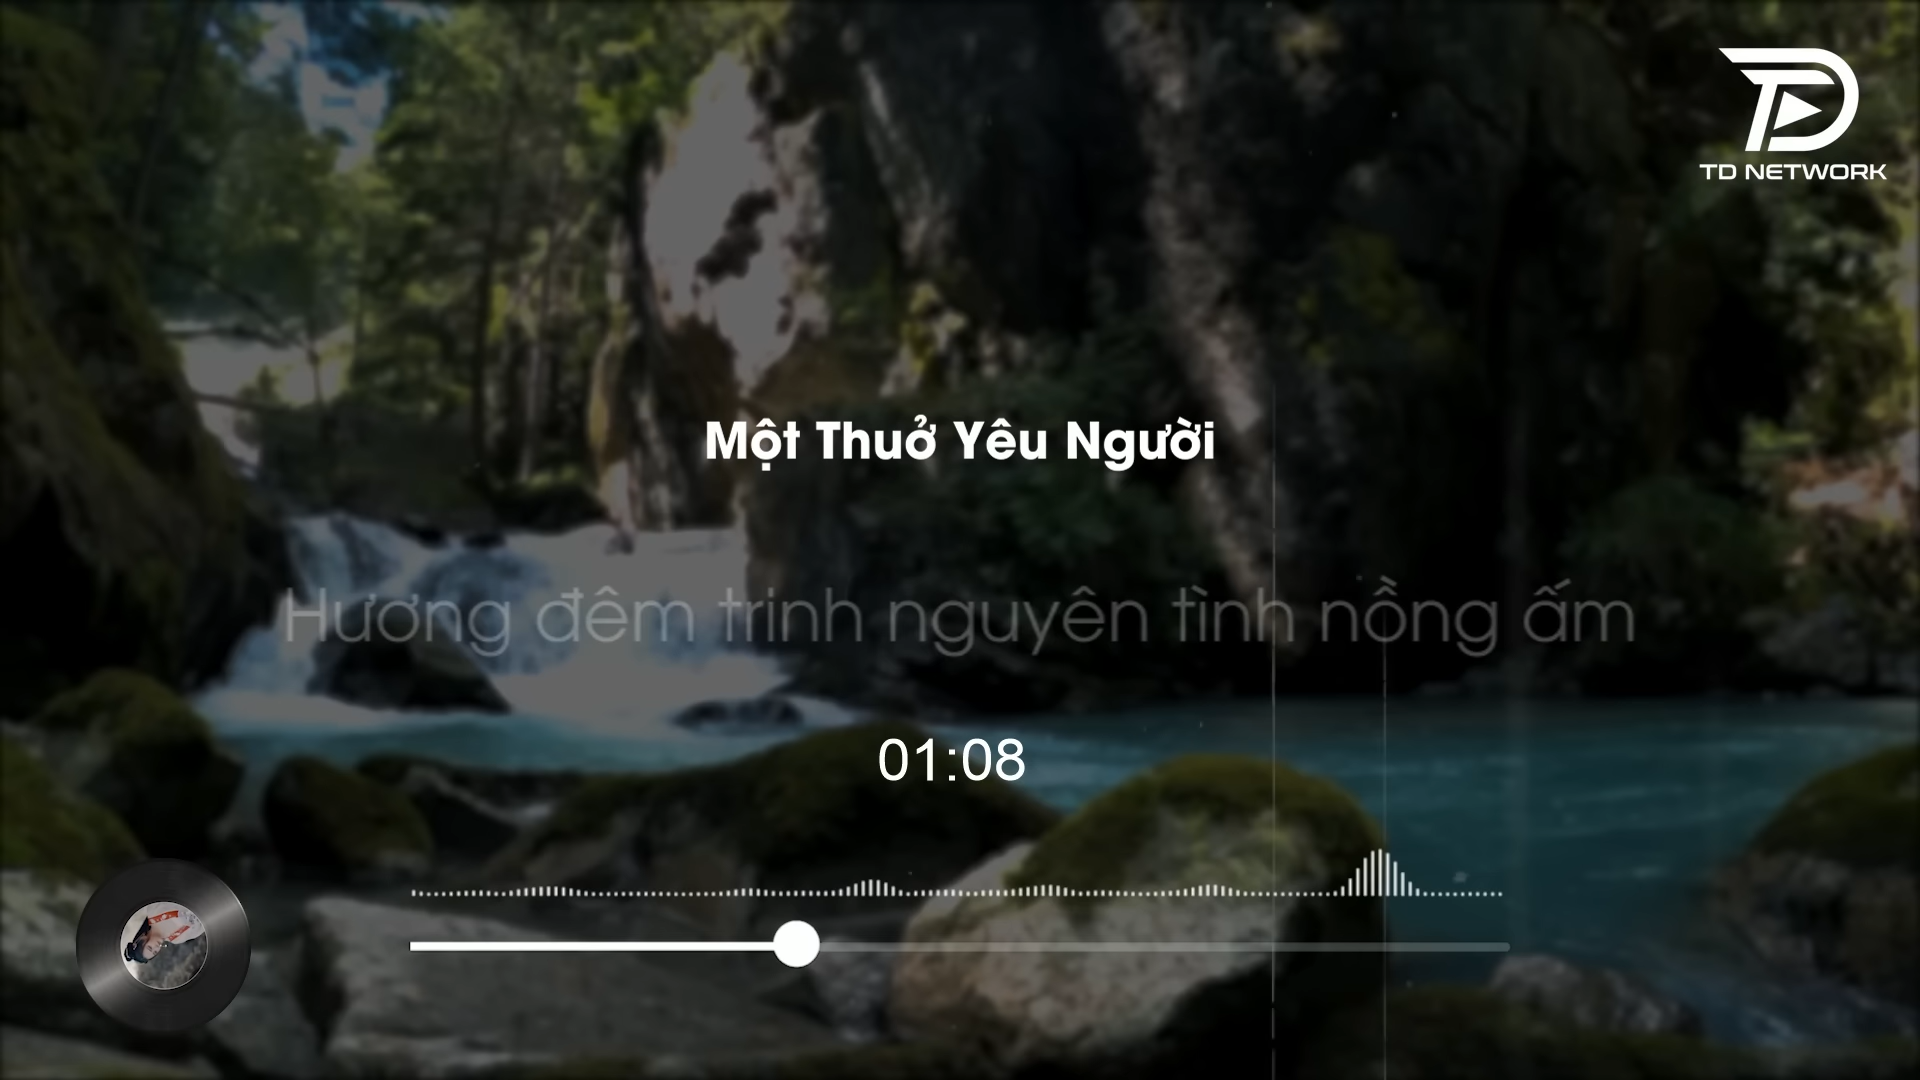 TD NETWORK
Một Thuở Yêu Người
Hương đêm trinh nguyên tình nồng ấm
01:08